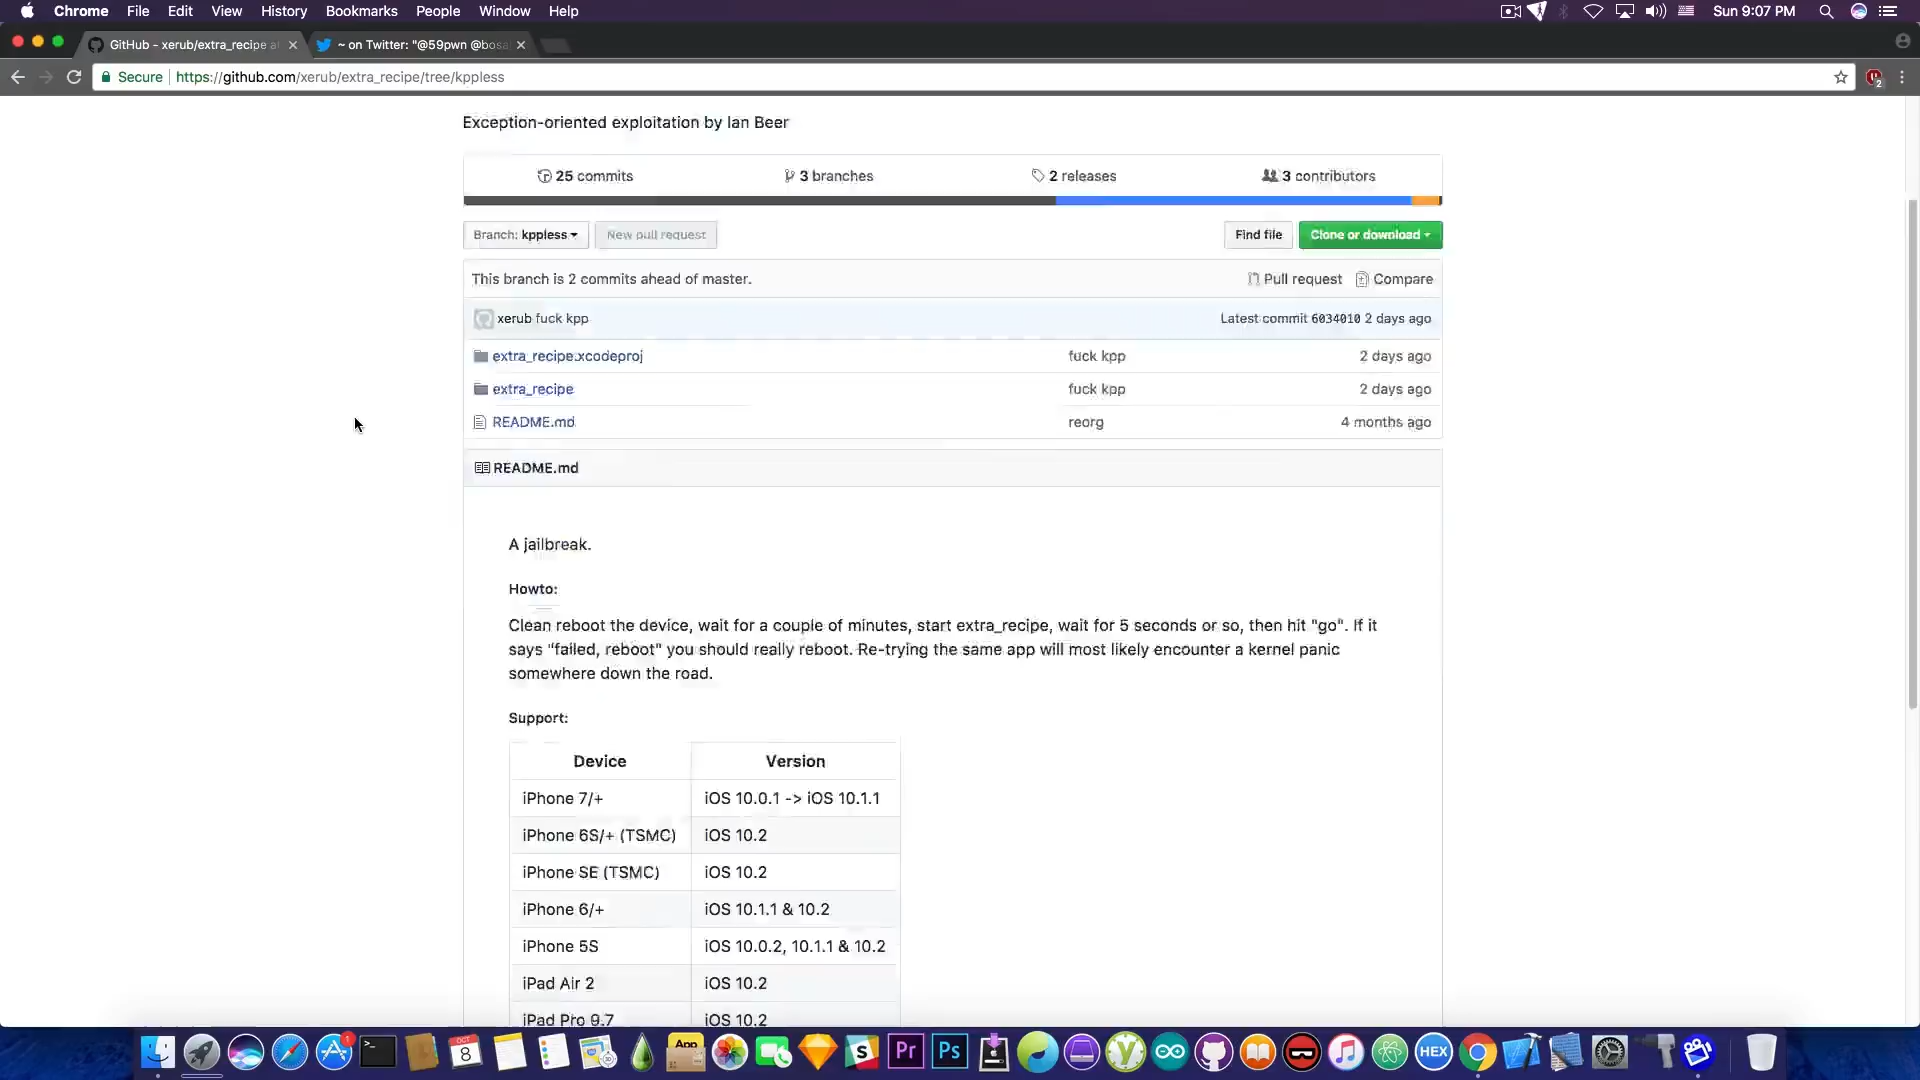 Chrome File Edit View History Bookmarks People Window Help Sun 9:07 PM
GitHub - xerub/extra_recipe a ~ on Twitter: "@59pwn @bosa
Secure https://github.com/xerub/extra_recipe/tree/kppless 2
Exception-oriented exploitation by Ian Beer
25 commits 3 branches 2 releases 3 contributors
Branch: kppless New pull request Find file Clone or download
This branch is 2 commits ahead of master. Pull request Compare
xerub fuck kpp Latest commit 6034010 2 days ago
extra_recipe.xcodeproj fuck kpp 2 days ago
extra_recipe fuck kpp 2 days ago
README.md reorg 4 months ago
README.md
A jailbreak.
Howto:
Clean reboot the device, wait for a couple of minutes, start extra_recipe, wait for 5 seconds or so, then hit "go". If it
says "failed, reboot" you should really reboot. Re-trying the same app will most likely encounter a kernel panic
somewhere down the road.
Support:
Device Version
iPhone 7/+ iOS 10.0.1 -> iOS 10.1.1
iPhone 6S/+ (TSMC) iOS 10.2
iPhone SE (TSMC) iOS 10.2
iPhone 6/+ iOS 10.1.1 & 10.2
iPhone 5S iOS 10.0.2, 10.1.1 & 10.2
iPad Air 2 iOS 10.2
iPad Pro 9.7 iOS 10.2
1 OCT 8 App S Pr Ps HEX